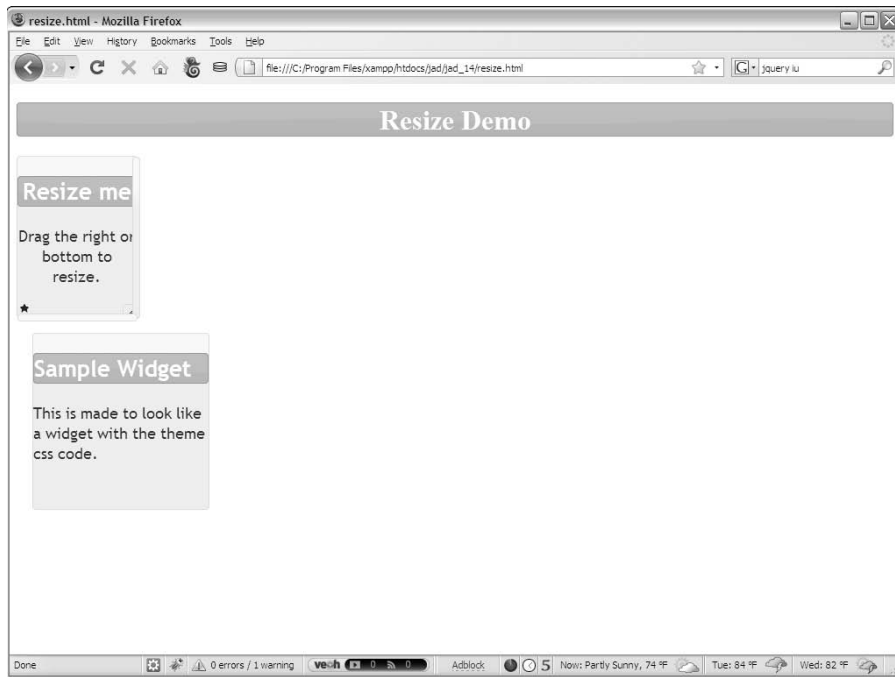 resize.html - Mozilla Firefox
File Edit View History Bookmarks Tools Help
file:///C:/Program Files/xampp/htdocs/jad/jad_14/resize.html
G jquery iu
Resize Demo
Resize me
Drag the right or
bottom to
resize.
Sample Widget
This is made to look like
a widget with the theme
css code.
Done 0 errors / 1 warning veoh 0 0 Adblock 5 Now: Partly Sunny, 74 °F Tue: 84 °F Wed: 82 °F